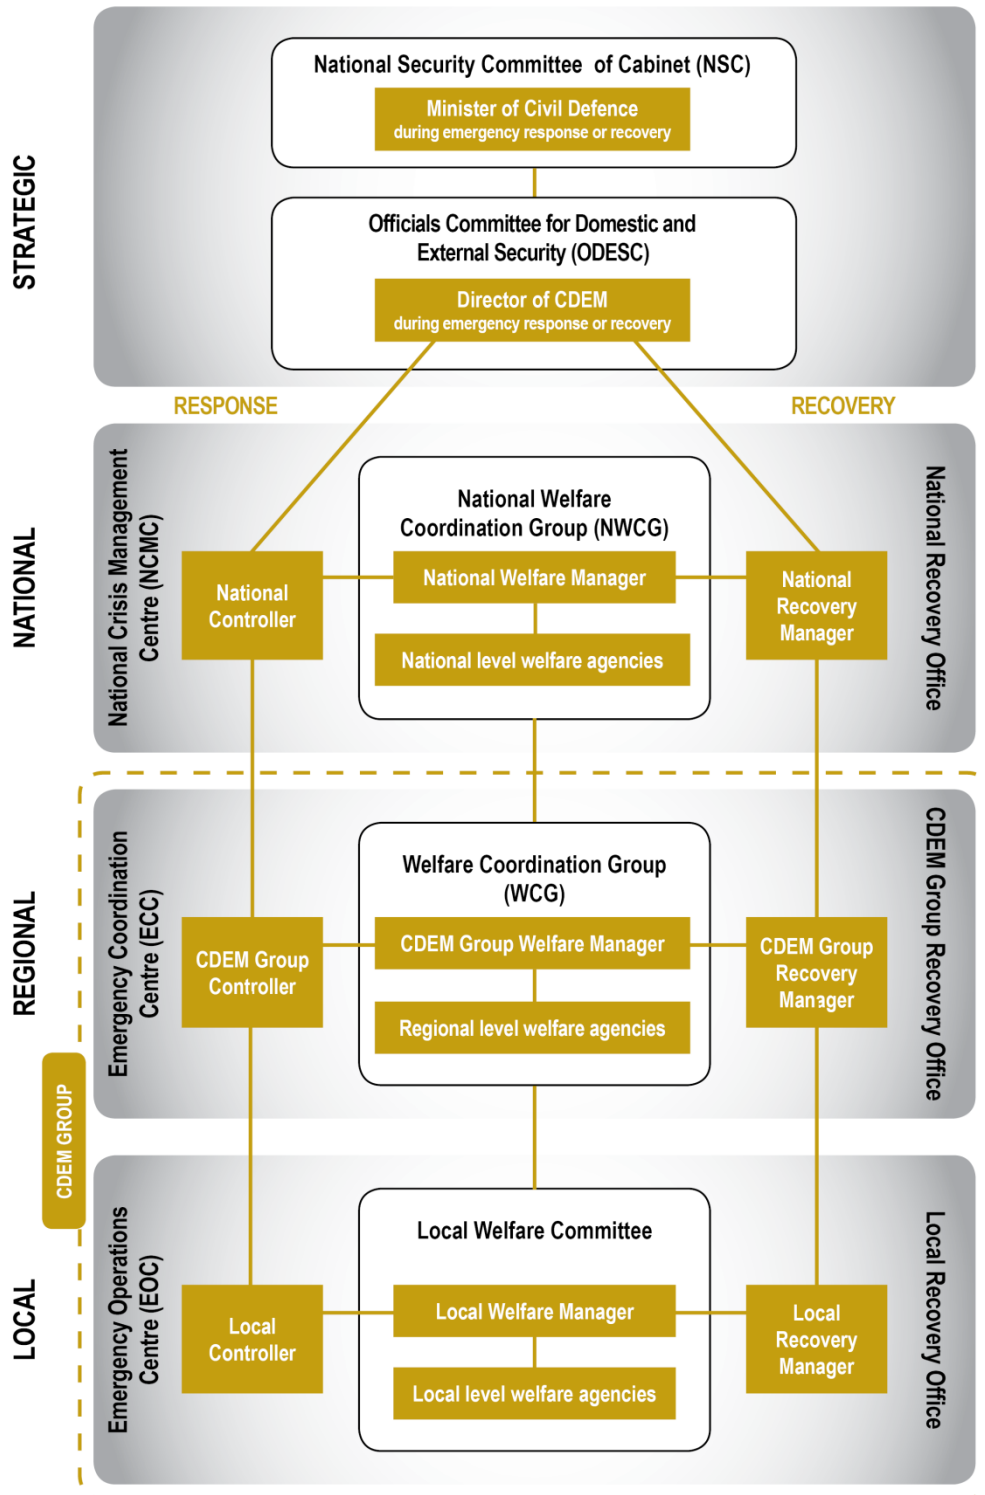 STRATEGIC
National Security Committee of Cabinet (NSC)
Minister of Civil Defence
during emergency response or recovery
Officials Committee for Domestic and
External Security (ODESC)
Director of CDEM
during emergency response or recovery
RESPONSE
RECOVERY
NATIONAL
National Crisis Management
Centre (NCMC)
National Welfare
Coordination Group (NWCG)
National
Controller
National Welfare Manager
National level welfare agencies
National
Recovery
Manager
National Recovery Office
REGIONAL
Emergency Coordination
Centre (ECC)
Welfare Coordination Group
(WCG)
CDEM Group
Controller
CDEM Group Welfare Manager
Regional level welfare agencies
CDEM Group
Recovery
Manager
CDEM Group Recovery Office
CDEM GROUP
LOCAL
Emergency Operations
Centre (EOC)
Local Welfare Committee
Local
Controller
Local Welfare Manager
Local level welfare agencies
Local
Recovery
Manager
Local Recovery Office